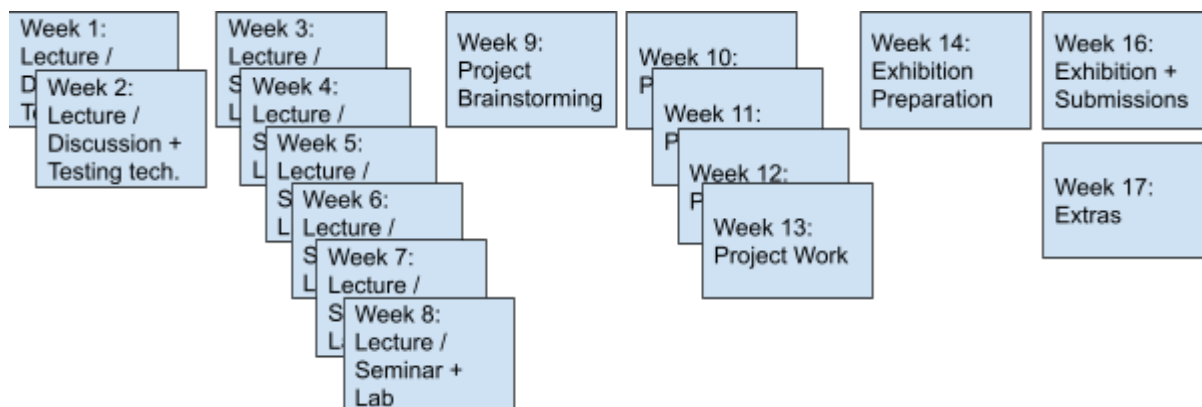 Week 1:
Lecture /
Week 2:
Lecture /
Discussion +
Testing tech.
Week 3:
Lecture /
Week 4:
Lecture /
Week 5:
Lecture /
Week 6:
Lecture /
Week 7:
Lecture /
Week 8:
Lecture /
Seminar +
Lab
Week 9:
Project
Brainstorming
Week 10:
Week 11:
Week 12:
Week 13:
Project Work
Week 14:
Exhibition
Preparation
Week 16:
Exhibition +
Submissions
Week 17:
Extras